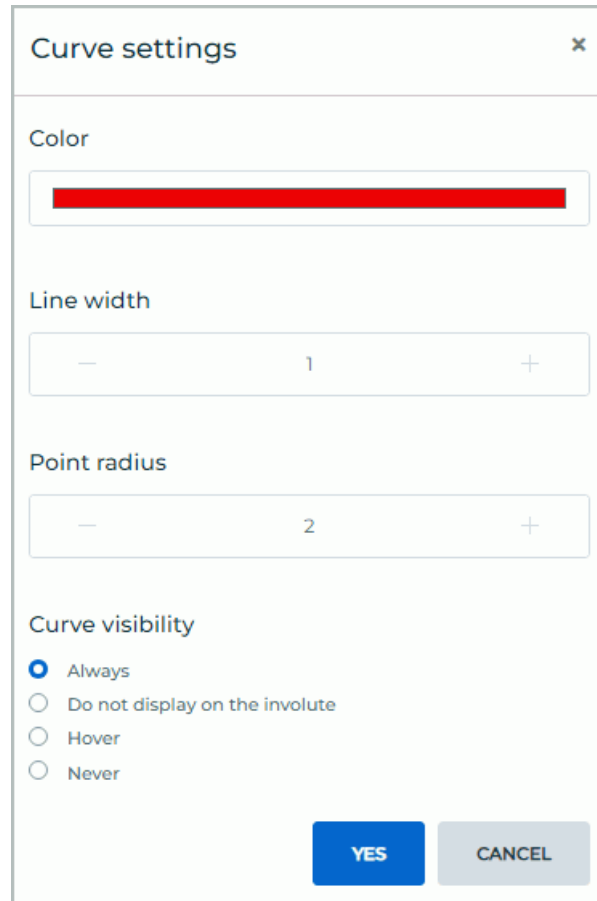 Curve settings
Color
Line width
1
Point radius
2
Curve visibility
Always
Do not display on the involute
Hover
Never
YES CANCEL